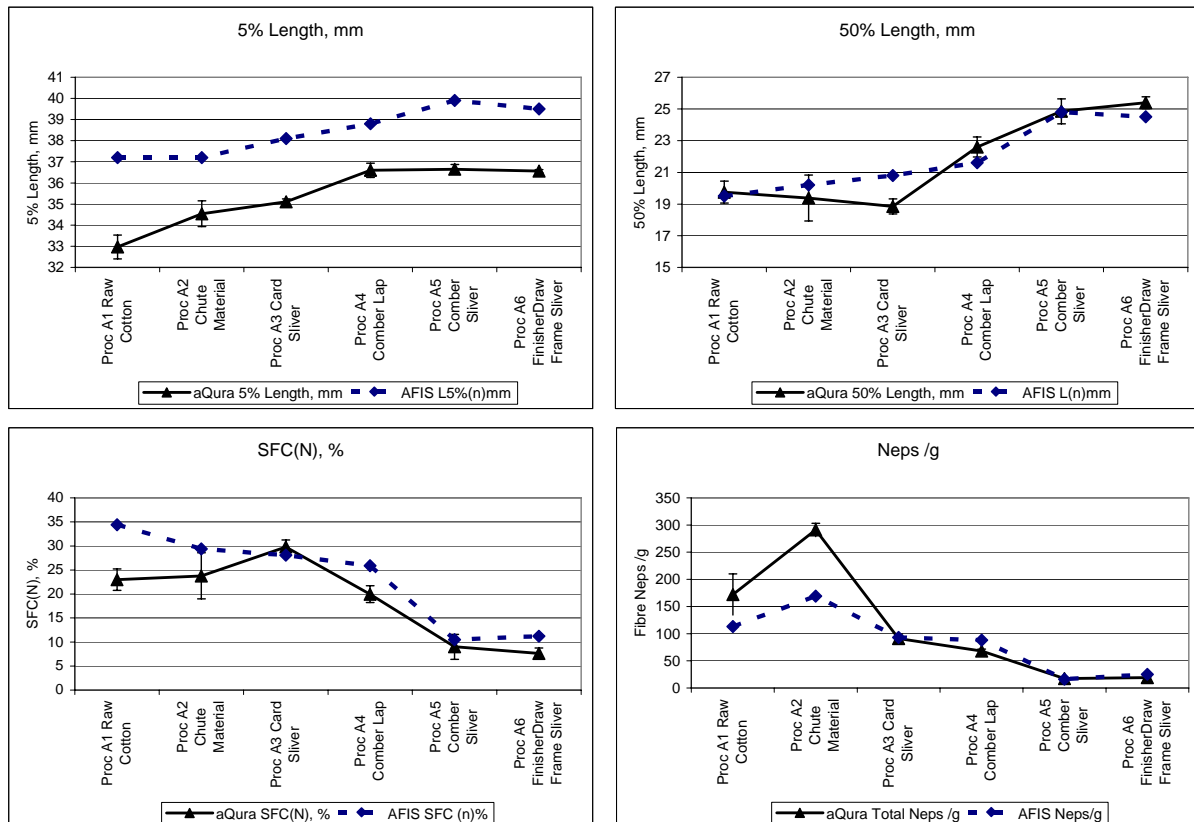 5% Length, mm
5% Length, mm
41
40
39
38
37
36
35
34
33
32
Proc A1 Raw
Cotton
Proc A2
Chute
Material
Proc A3 Card
Sliver
Proc A4
Comber Lap
Proc A5
Comber
Sliver
Proc A6
FinisherDraw
Frame Sliver
aQura 5% Length, mm AFIS L5%(n)mm
50% Length, mm
50% Length, mm
27
25
23
21
19
17
15
Proc A1 Raw
Cotton
Proc A2
Chute
Material
Proc A3 Card
Sliver
Proc A4
Comber Lap
Proc A5
Comber
Sliver
Proc A6
FinisherDraw
Frame Sliver
aQura 50% Length, mm AFIS L(n)mm
SFC(N), %
SFC(N), %
40
35
30
25
20
15
10
5
0
Proc A1 Raw
Cotton
Proc A2
Chute
Material
Proc A3 Card
Sliver
Proc A4
Comber Lap
Proc A5
Comber
Sliver
Proc A6
FinisherDraw
Frame Sliver
aQura SFC(N), % AFIS SFC (n)%
Neps /g
Fibre Neps /g
350
300
250
200
150
100
50
0
Proc A1 Raw
Cotton
Proc A2
Chute
Material
Proc A3 Card
Sliver
Proc A4
Comber Lap
Proc A5
Comber
Sliver
Proc A6
FinisherDraw
Frame Sliver
aQura Total Neps /g AFIS Neps/g